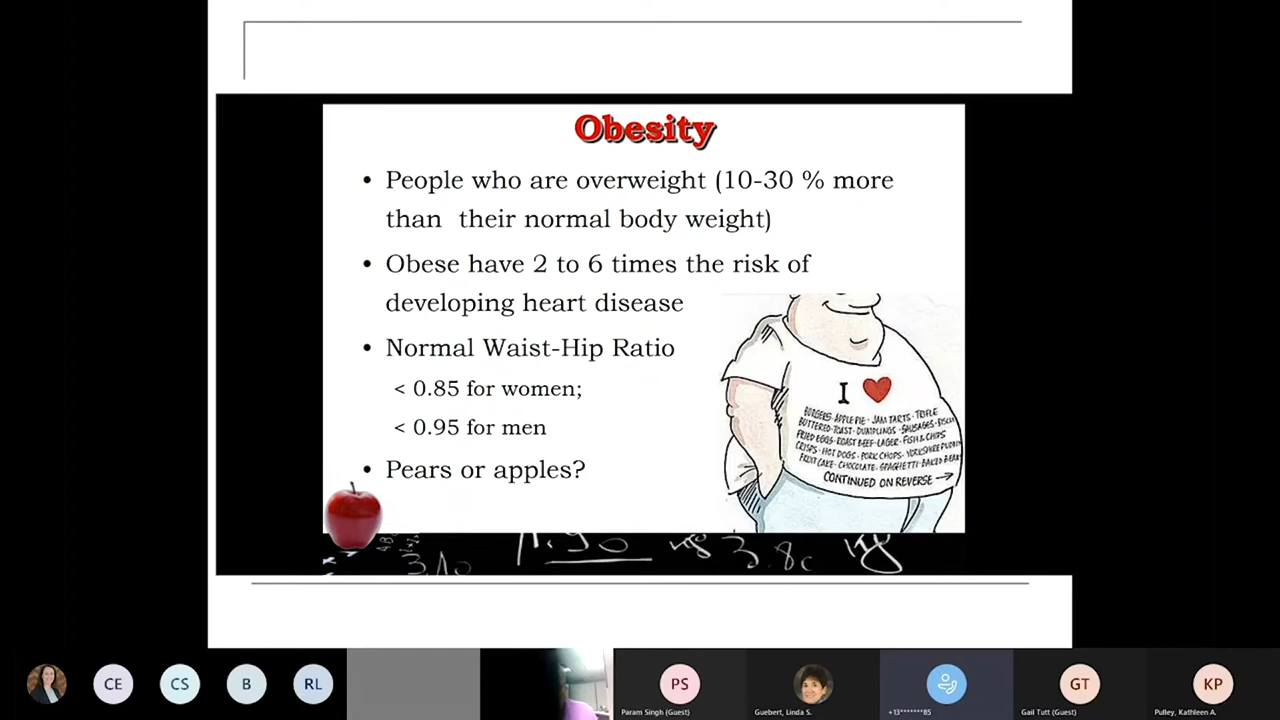 Obesity
• People who are overweight (10-30 % more
than their normal body weight)
• Obese have 2 to 6 times the risk of
developing heart disease
• Normal Waist-Hip Ratio
< 0.85 for women;
< 0.95 for men
• Pears or apples?
I
BURGERS · APPLE PIE · JAM TARTS · TRIFLE
BUTTERED TOAST · DUMPLINGS · SAUSAGES ·
FRIED EGGS · ROAST BEEF · LAGER · FISH & CHIPS
CRISPS · HOT DOGS · PORK CHOPS · YORKSHIRE
FRUIT CAKE · CHOCOLATE · SPAGHETTI · BAKED
CONTINUED ON REVERSE →
CE
CS
B
RL
PS
Param Singh (Guest)
Guebert, Linda S.
+13*******85
GT
Gail Tutt (Guest)
KP
Pulley, Kathleen A.